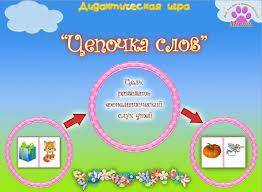 Дидактическая игра
"Цепочка слов"
Цель:
развивать
фонематический
слух детей